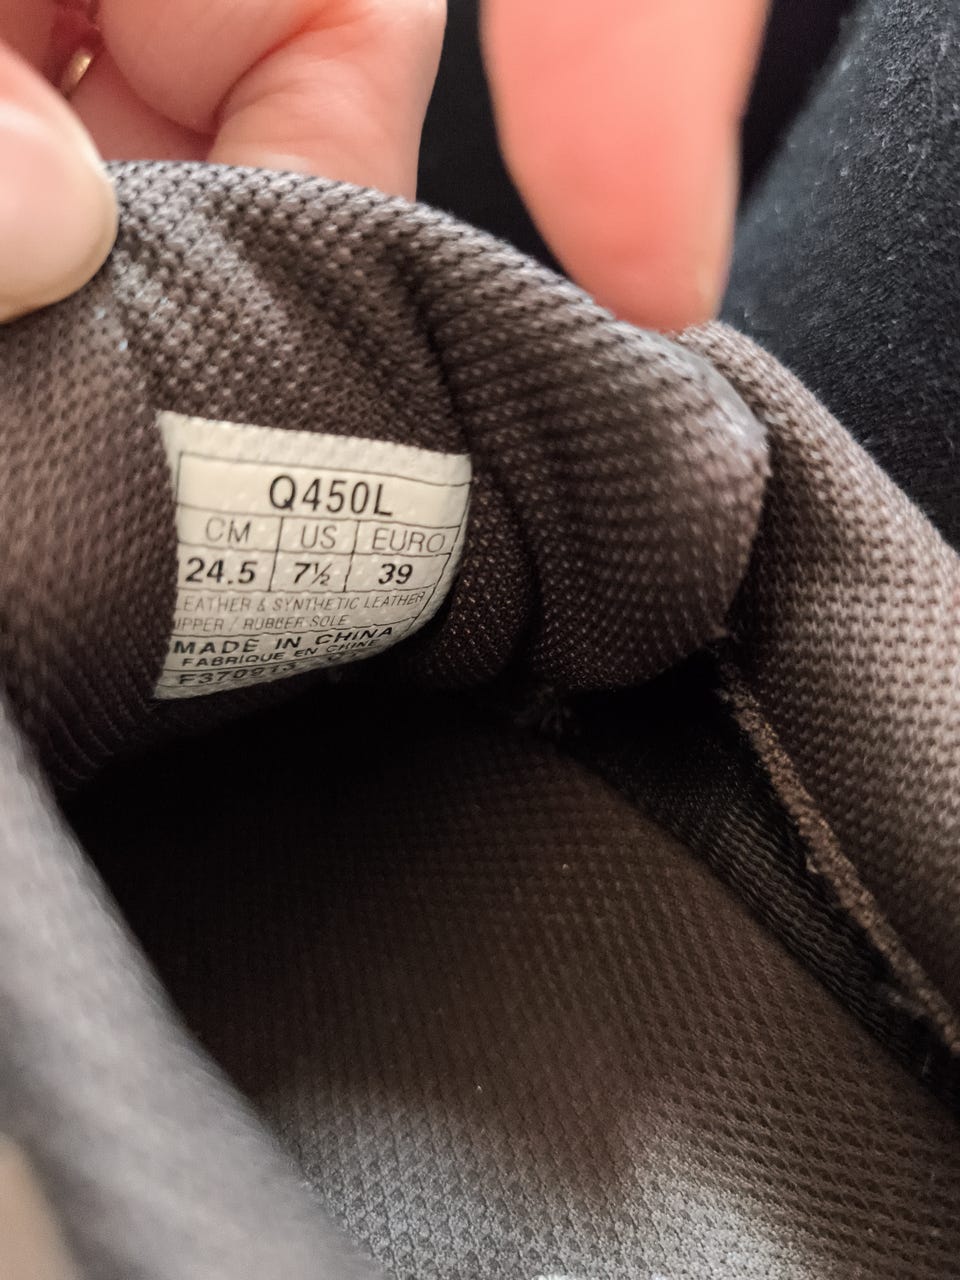 Q450L
CM US EURO
24.5 7½ 39
LEATHER & SYNTHETIC LEATHER
UPPER / RUBBER SOLE
MADE IN CHINA
FABRIQUE EN CHINE